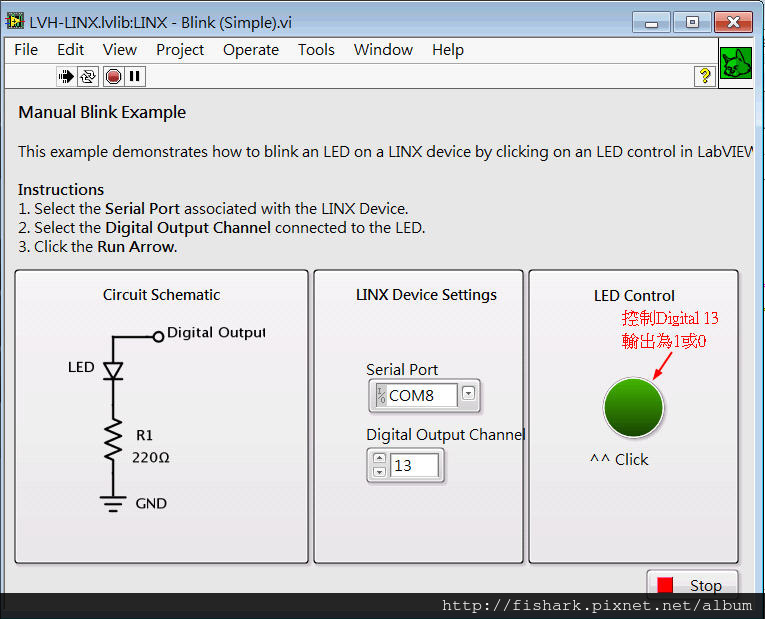 LVH-LINX.lvlib:LINX - Blink (Simple).vi
File Edit View Project Operate Tools Window Help
?
Manual Blink Example
This example demonstrates how to blink an LED on a LINX device by clicking on an LED control in LabVIEW
Instructions
1. Select the Serial Port associated with the LINX Device.
2. Select the Digital Output Channel connected to the LED.
3. Click the Run Arrow.
Circuit Schematic
Digital Output
LED
R1
220Ω
GND
LINX Device Settings
Serial Port
I/O COM8
Digital Output Channel
13
LED Control
控制Digital 13
輸出為1或0
^^ Click
Stop
http://fishark.pixnet.net/album